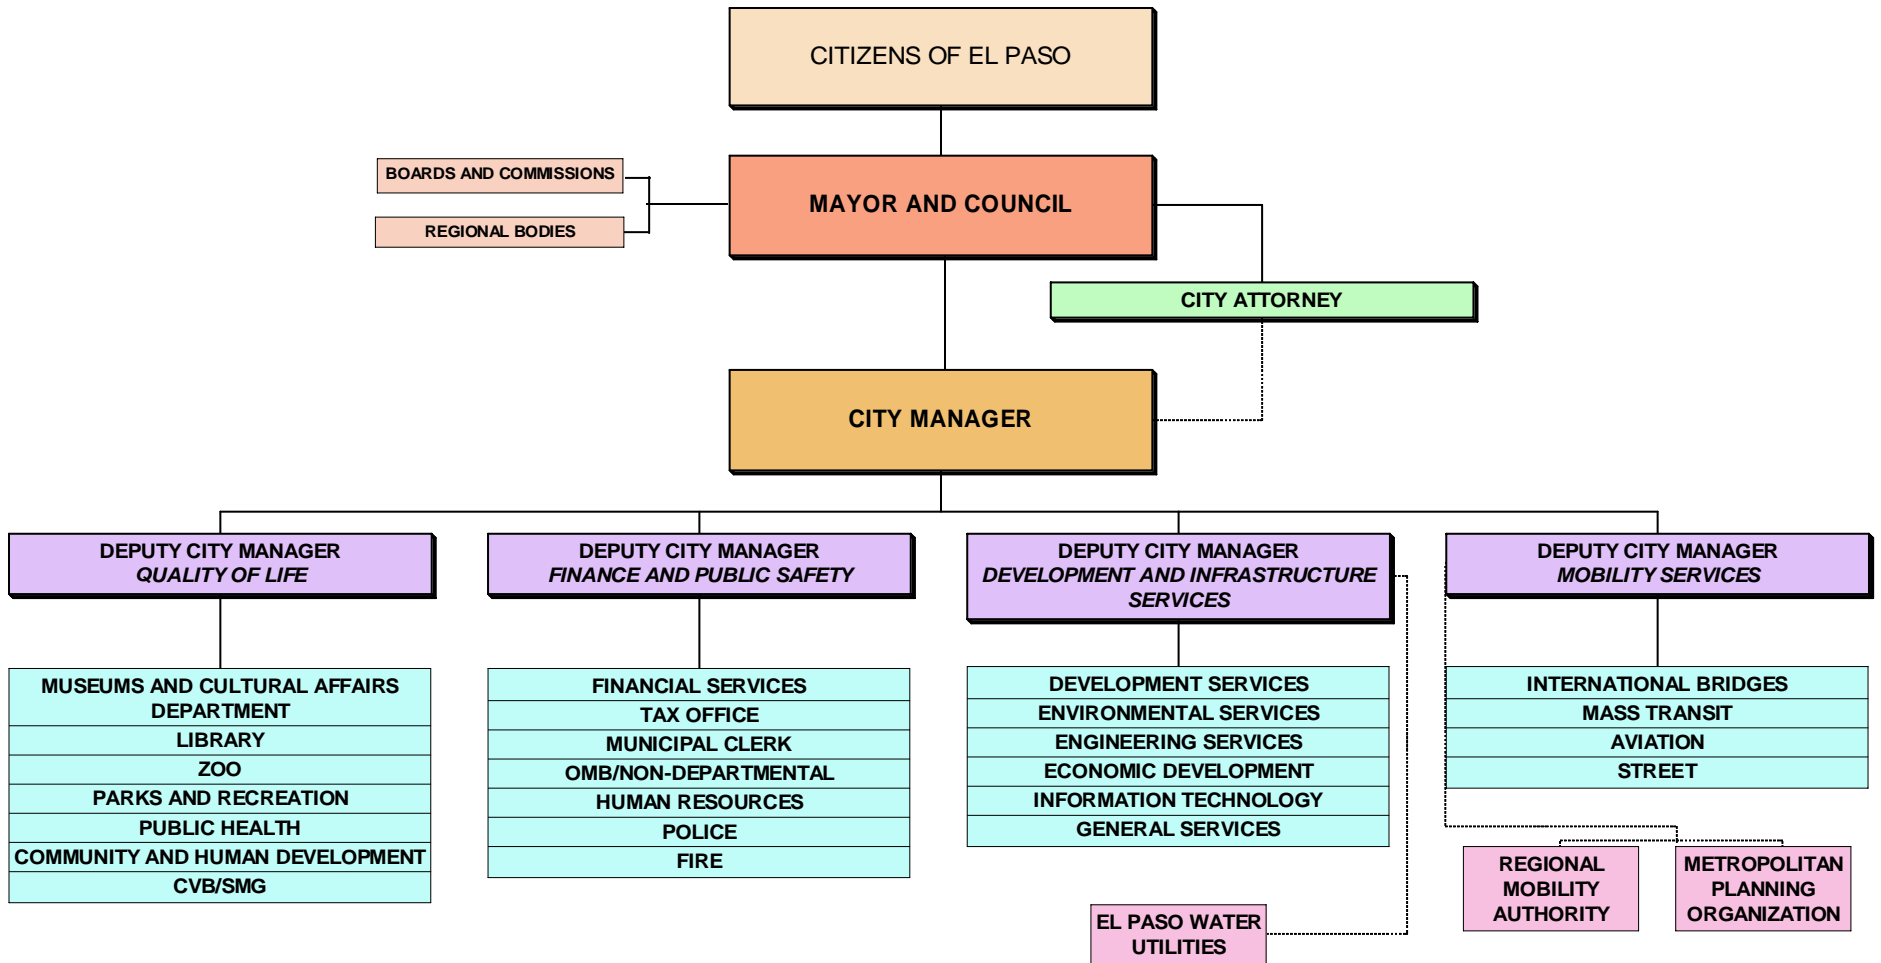 CITIZENS OF EL PASO
BOARDS AND COMMISSIONS
REGIONAL BODIES
MAYOR AND COUNCIL
CITY ATTORNEY
CITY MANAGER
DEPUTY CITY MANAGER
QUALITY OF LIFE
MUSEUMS AND CULTURAL AFFAIRS
DEPARTMENT
LIBRARY
ZOO
PARKS AND RECREATION
PUBLIC HEALTH
COMMUNITY AND HUMAN DEVELOPMENT
CVB/SMG
DEPUTY CITY MANAGER
FINANCE AND PUBLIC SAFETY
FINANCIAL SERVICES
TAX OFFICE
MUNICIPAL CLERK
OMB/NON-DEPARTMENTAL
HUMAN RESOURCES
POLICE
FIRE
DEPUTY CITY MANAGER
DEVELOPMENT AND INFRASTRUCTURE
SERVICES
DEVELOPMENT SERVICES
ENVIRONMENTAL SERVICES
ENGINEERING SERVICES
ECONOMIC DEVELOPMENT
INFORMATION TECHNOLOGY
GENERAL SERVICES
EL PASO WATER
UTILITIES
DEPUTY CITY MANAGER
MOBILITY SERVICES
INTERNATIONAL BRIDGES
MASS TRANSIT
AVIATION
STREET
REGIONAL
MOBILITY
AUTHORITY
METROPOLITAN
PLANNING
ORGANIZATION